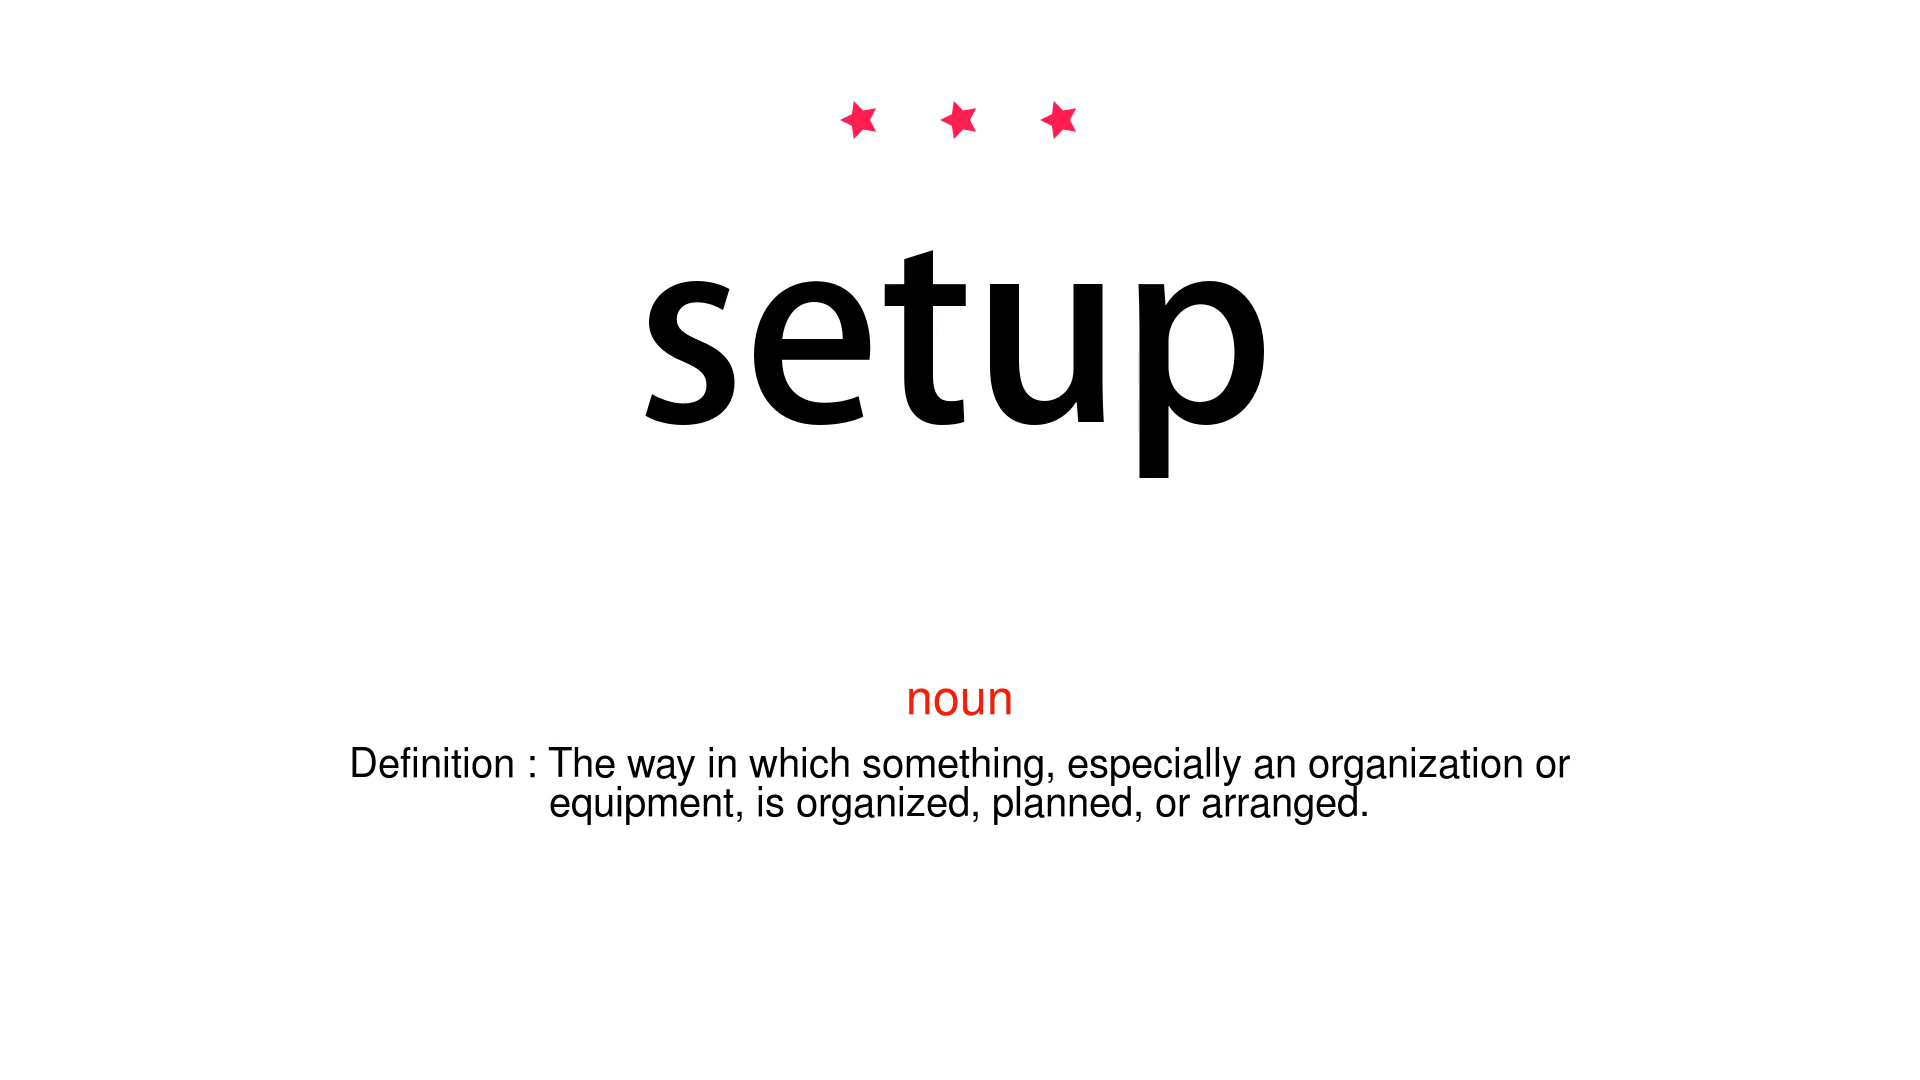 setup
noun
Definition : The way in which something, especially an organization or
equipment, is organized, planned, or arranged.